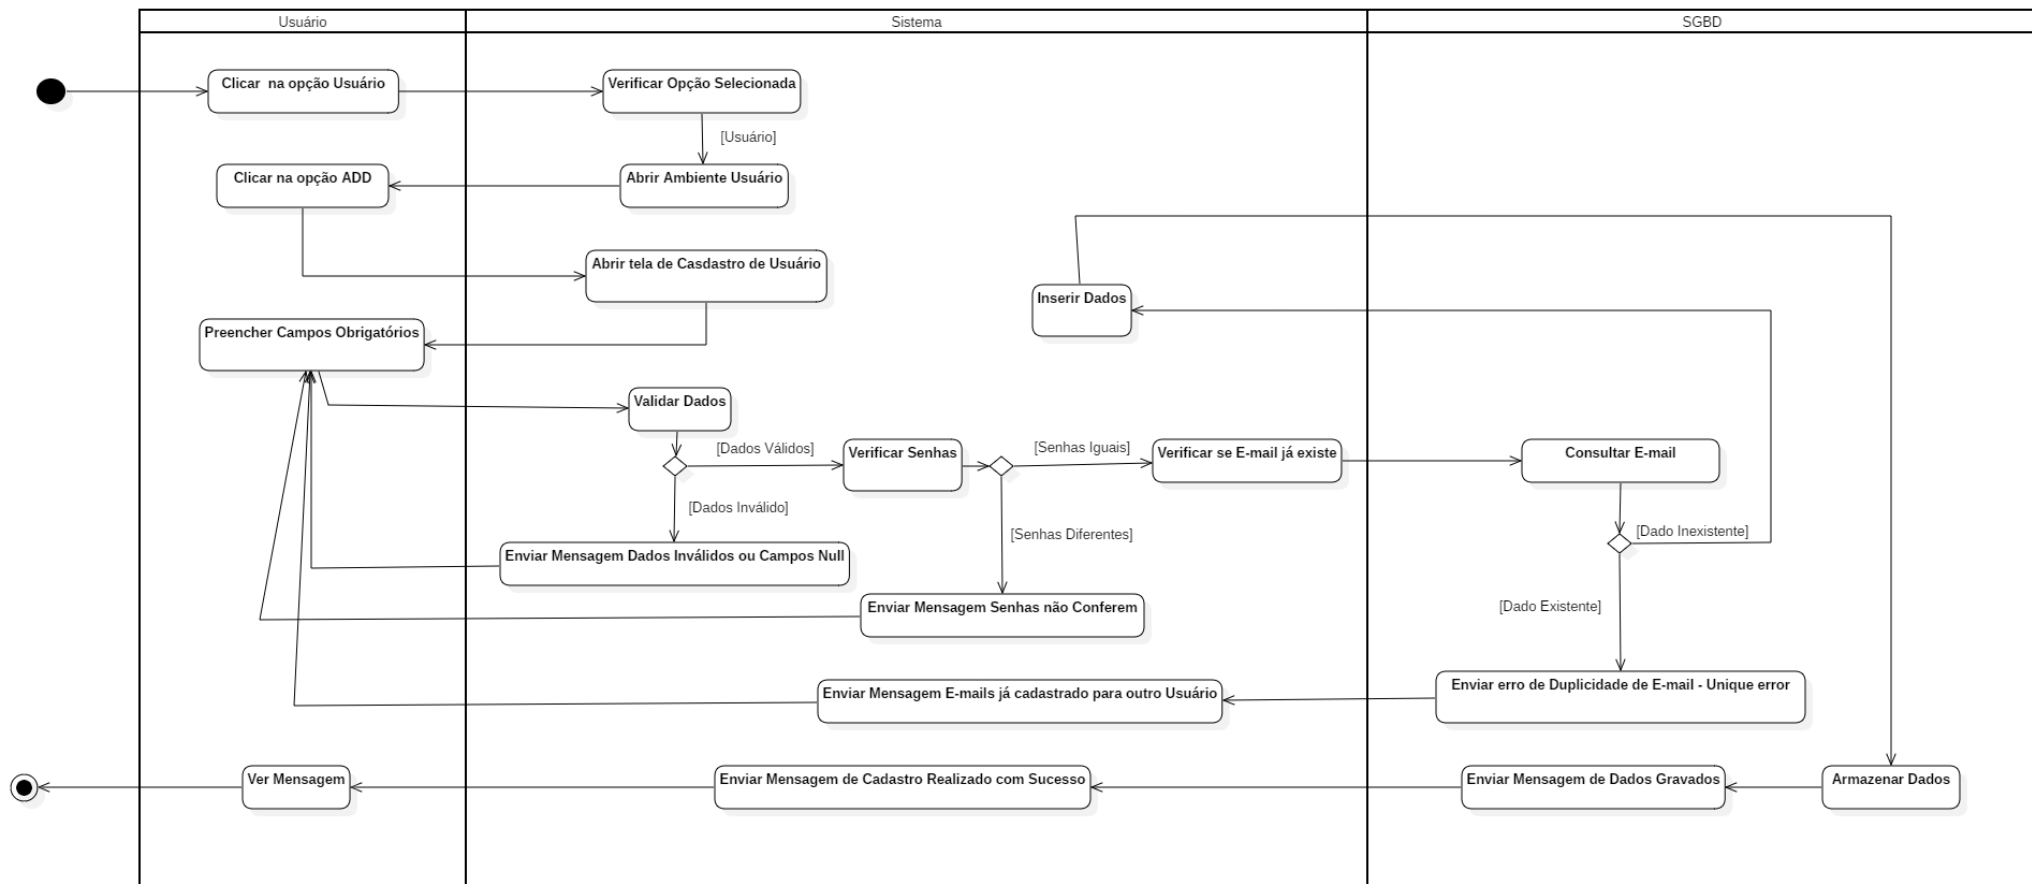 Usuário
Sistema
SGBD
Clicar  na opção Usuário
Verificar Opção Selecionada
[Usuário]
Clicar na opção ADD
Abrir Ambiente Usuário
Abrir tela de Casdastro de Usuário
Inserir Dados
Preencher Campos Obrigatórios
Validar Dados
[Dados Válidos]
Verificar Senhas
[Senhas Iguais]
Verificar se E-mail já existe
Consultar E-mail
[Dados Inválido]
[Senhas Diferentes]
[Dado Inexistente]
Enviar Mensagem Dados Inválidos ou Campos Null
Enviar Mensagem Senhas não Conferem
[Dado Existente]
Enviar Mensagem E-mails já cadastrado para outro Usuário
Enviar erro de Duplicidade de E-mail - Unique error
Ver Mensagem
Enviar Mensagem de Cadastro Realizado com Sucesso
Enviar Mensagem de Dados Gravados
Armazenar Dados